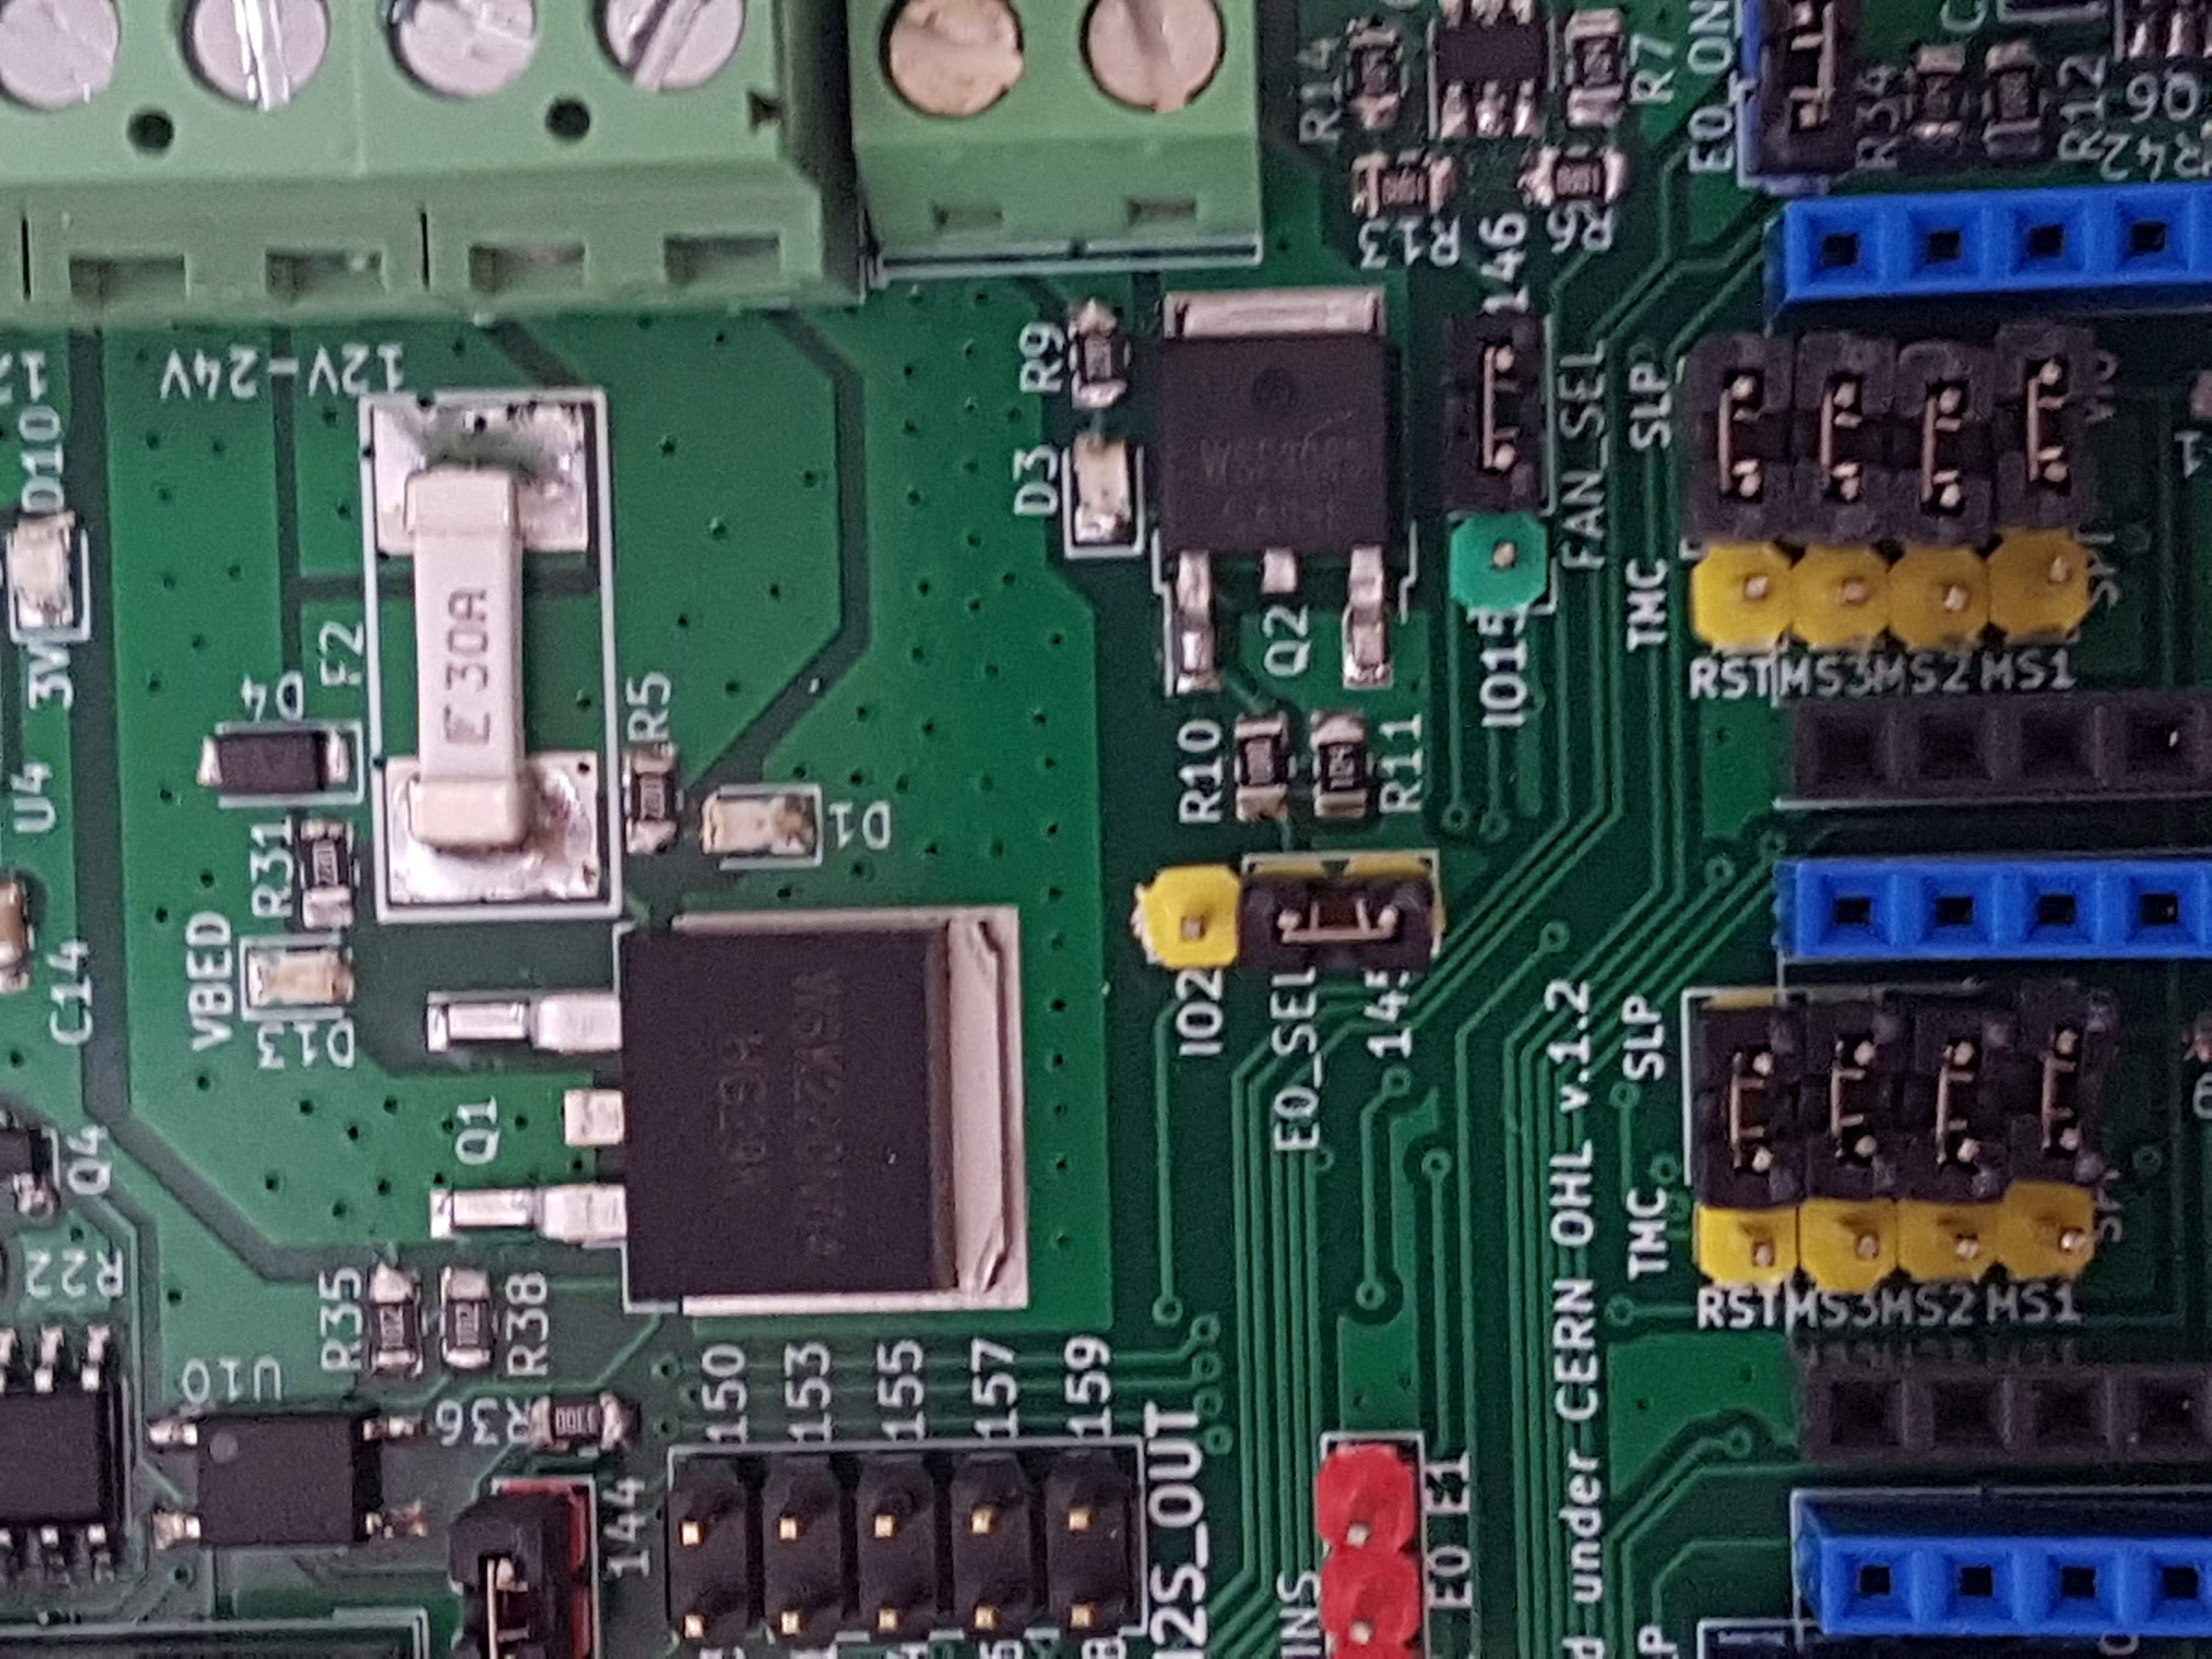 R22
Q4
C14
U4
3V
D10
U10
VBED
D13
R31
D4
12V-24V
R35
F2
R36
Q1
30A
R38
144
R5
150
D1
153
155
157
159
D3
R9
I2S_OUT
IO2
R10
E0_SEL
Q2
INS
R14
R11
R13
E0 E1
IO15
146
FAN_SEL
R6
d under CERN OHL v.1.2
TMC
SLP
TMC
SLP
R7
RST
MS3
MS2
MS1
RST
MS3
MS2
MS1
E0_ON
R34
R12
SPI
R42
Q6